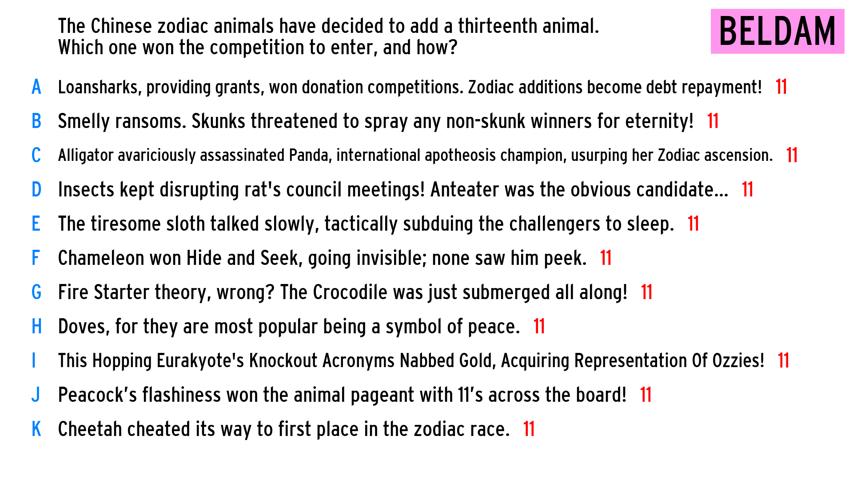 The Chinese zodiac animals have decided to add a thirteenth animal.
Which one won the competition to enter, and how?
BELDAM
A Loansharks, providing grants, won donation competitions. Zodiac additions become debt repayment! 11
B Smelly ransoms. Skunks threatened to spray any non-skunk winners for eternity! 11
C Alligator avariciously assassinated Panda, international apotheosis champion, usurping her Zodiac ascension. 11
D Insects kept disrupting rat's council meetings! Anteater was the obvious candidate... 11
E The tiresome sloth talked slowly, tactically subduing the challengers to sleep. 11
F Chameleon won Hide and Seek, going invisible; none saw him peek. 11
G Fire Starter theory, wrong? The Crocodile was just submerged all along! 11
H Doves, for they are most popular being a symbol of peace. 11
I This Hopping Eurakyote's Knockout Acronyms Nabbed Gold, Acquiring Representation Of Ozzies! 11
J Peacock's flashiness won the animal pageant with 11's across the board! 11
K Cheetah cheated its way to first place in the zodiac race. 11